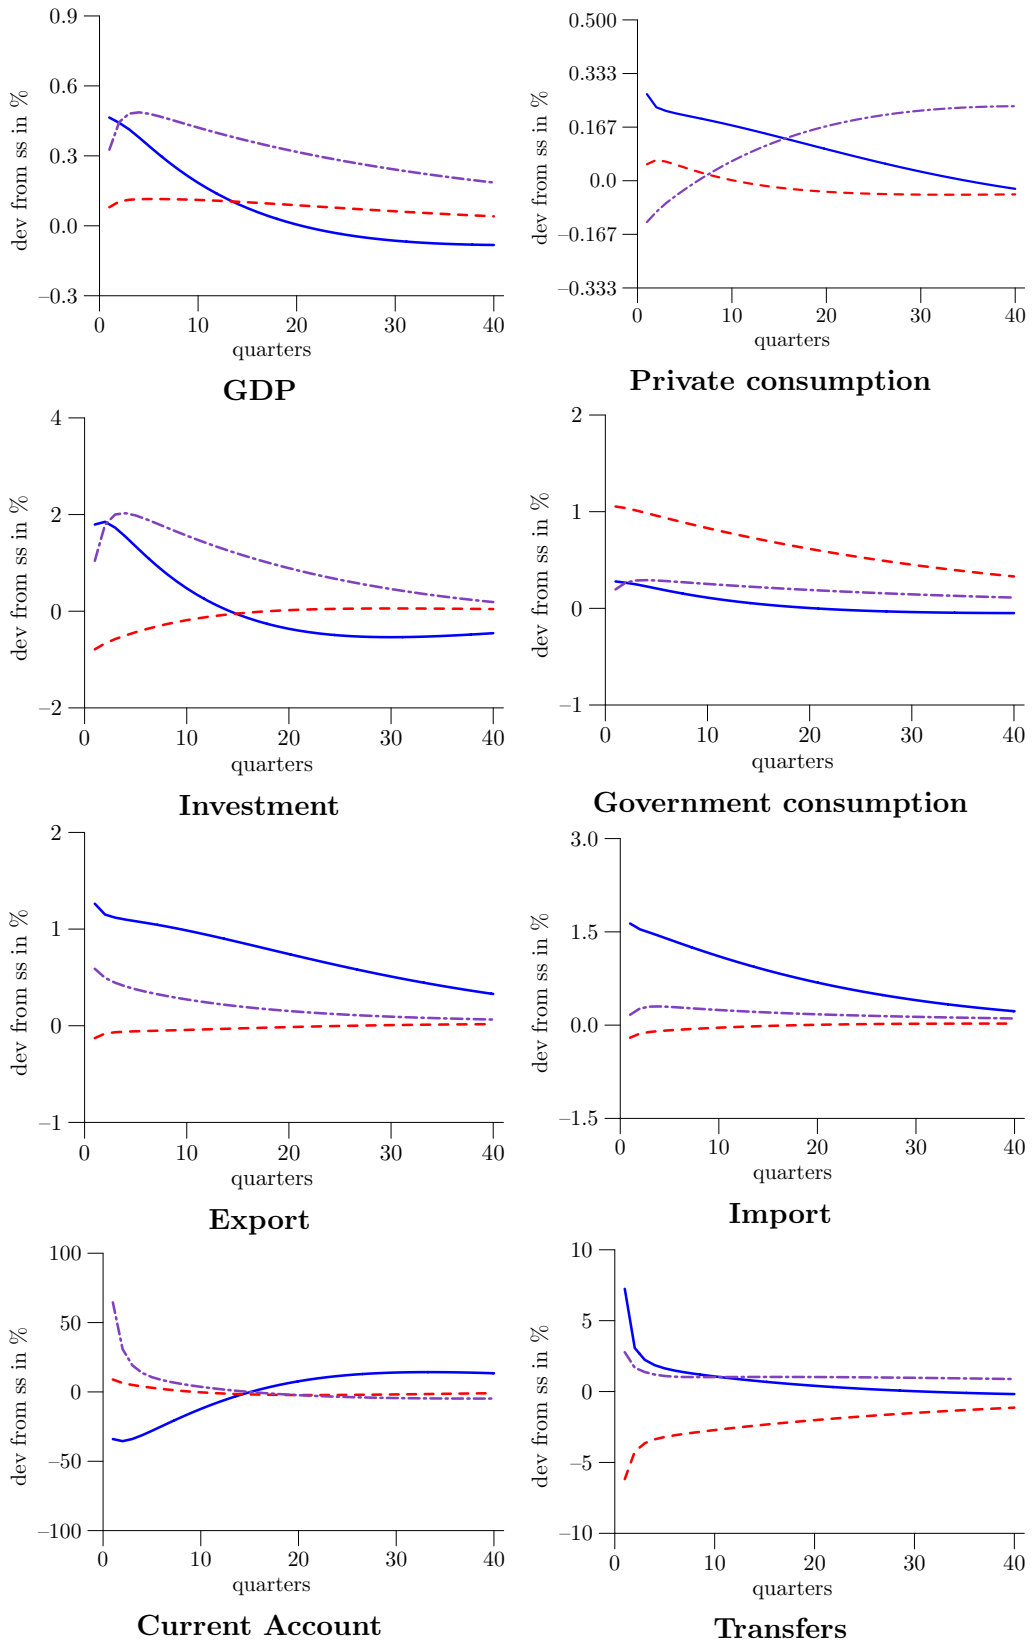 0.9
0.6
0.3
0.0
–0.3
dev from ss in %
0 10 20 30 40
quarters
GDP
0.500
0.333
0.167
0.0
–0.167
–0.333
dev from ss in %
0 10 20 30 40
quarters
Private consumption
4
2
0
–2
dev from ss in %
0 10 20 30 40
quarters
Investment
2
1
0
–1
dev from ss in %
0 10 20 30 40
quarters
Government consumption
2
1
0
–1
dev from ss in %
0 10 20 30 40
quarters
Export
3.0
1.5
0.0
–1.5
dev from ss in %
0 10 20 30 40
quarters
Import
100
50
0
–50
–100
dev from ss in %
0 10 20 30 40
quarters
Current Account
10
5
0
–5
–10
dev from ss in %
0 10 20 30 40
quarters
Transfers